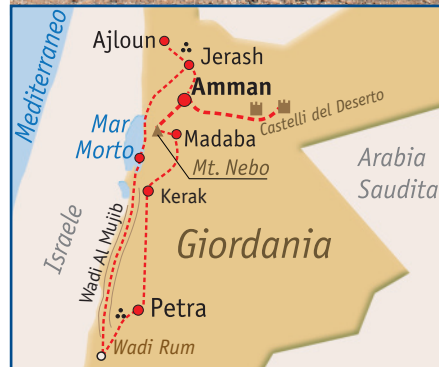 Mediterraneo
Ajloun
Jerash
Amman
Castelli del Deserto
Mar
Morto
Madaba
Mt. Nebo
Arabia
Saudita
Kerak
Israele
Wadi Al Mujib
Giordania
Petra
Wadi Rum